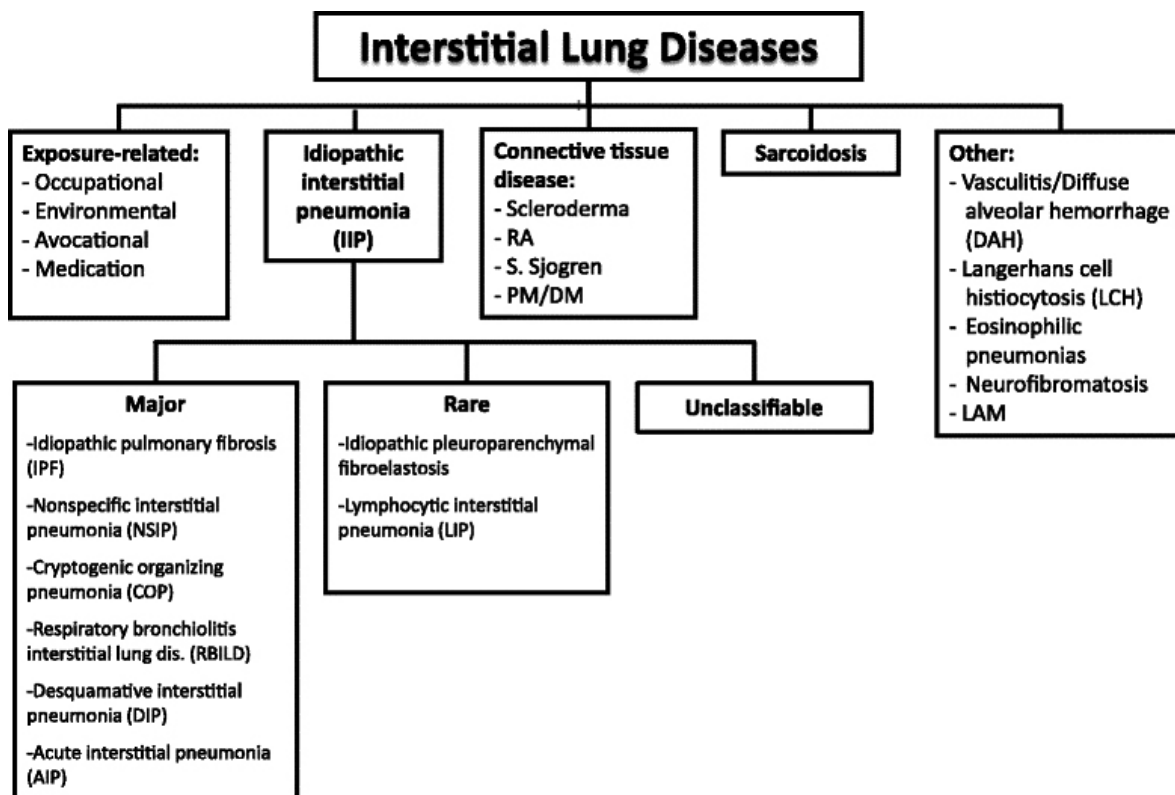 Interstitial Lung Diseases
Exposure-related:
- Occupational
- Environmental
- Avocational
- Medication
Idiopathic
interstitial
pneumonia
(IIP)
Connective tissue
disease:
- Scleroderma
- RA
- S. Sjogren
- PM/DM
Sarcoidosis
Other:
- Vasculitis/Diffuse
alveolar hemorrhage
(DAH)
- Langerhans cell
histiocytosis (LCH)
- Eosinophilic
pneumonias
- Neurofibromatosis
- LAM
Major
-Idiopathic pulmonary fibrosis
(IPF)
-Nonspecific interstitial
pneumonia (NSIP)
-Cryptogenic organizing
pneumonia (COP)
-Respiratory bronchiolitis
interstitial lung dis. (RBILD)
-Desquamative interstitial
pneumonia (DIP)
-Acute interstitial pneumonia
(AIP)
Rare
-Idiopathic pleuroparenchymal
fibroelastosis
-Lymphocytic interstitial
pneumonia (LIP)
Unclassifiable